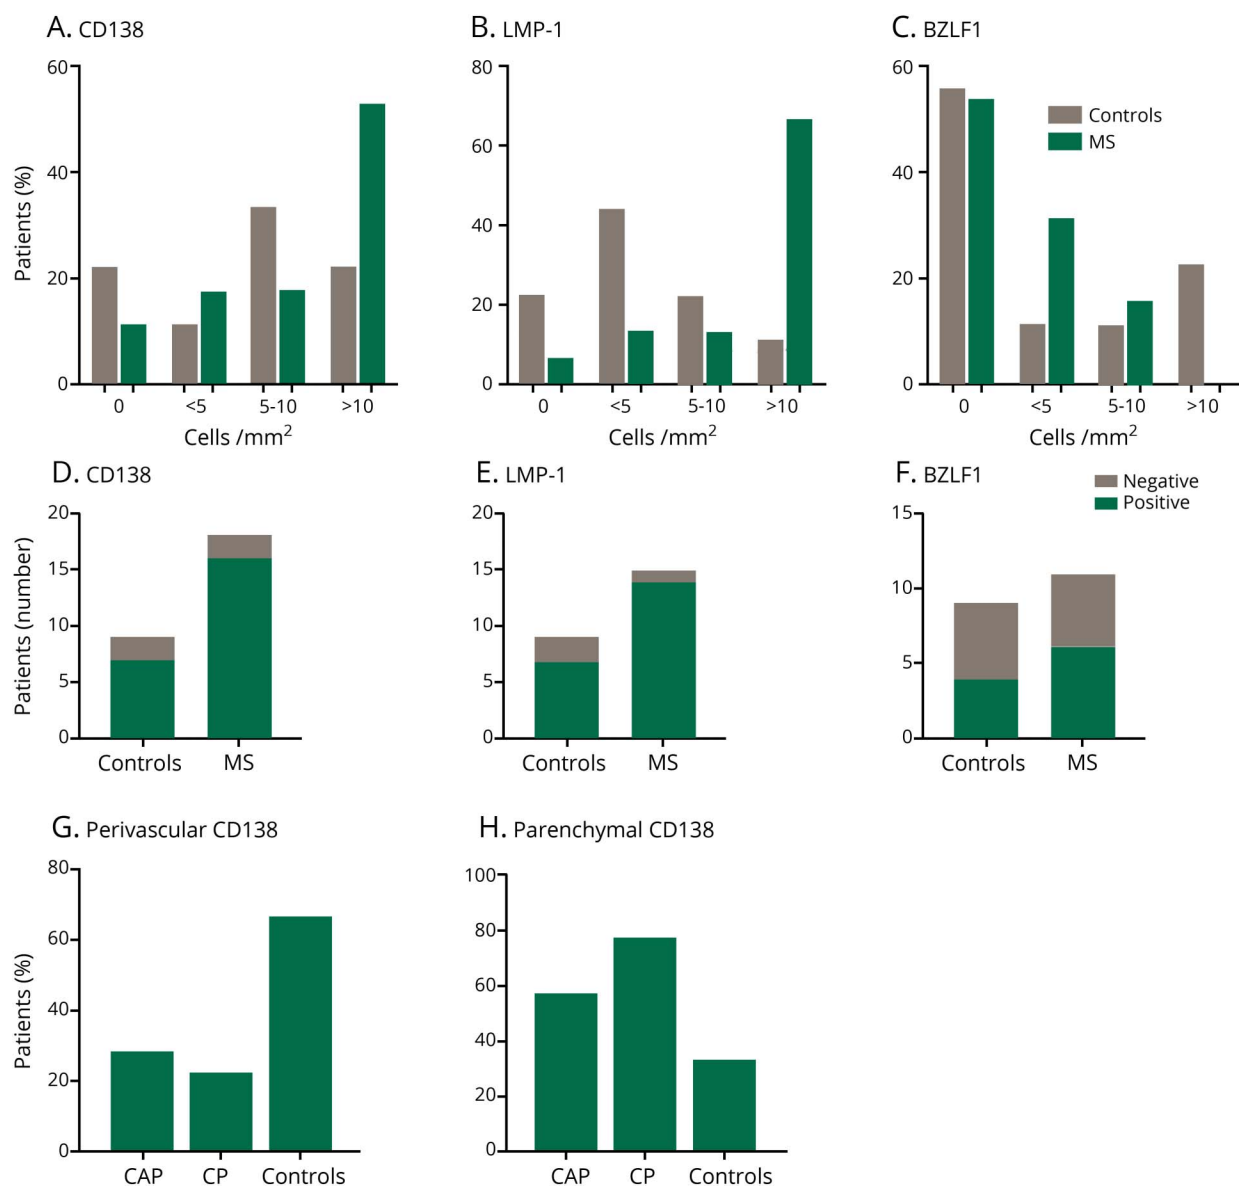 A. CD138
60
40
20
0
Patients (%)
0 <5 5-10 >10
Cells /mm2
B. LMP-1
80
60
40
20
0
0 <5 5-10 >10
Cells /mm2
C. BZLF1
60
40
20
0
Controls
MS
0 <5 5-10 >10
Cells /mm2
D. CD138
20
15
10
5
0
Patients (number)
Controls MS
E. LMP-1
20
15
10
5
0
Controls MS
F. BZLF1
Negative
Positive
15
10
5
0
Controls MS
G. Perivascular CD138
80
60
40
20
0
Patients (%)
CAP CP Controls
H. Parenchymal CD138
100
80
60
40
20
0
CAP CP Controls